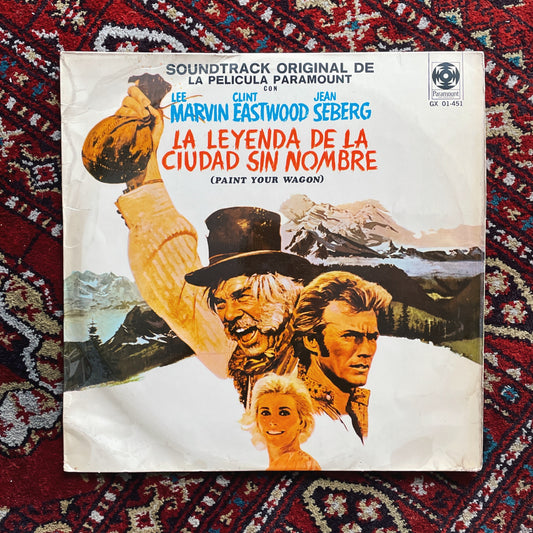 SOUNDTRACK ORIGINAL DE
LA PELICULA PARAMOUNT
CON
LEE CLINT JEAN
MARVIN EASTWOOD SEBERG
LA LEYENDA DE LA
CIUDAD SIN NOMBRE
(PAINT YOUR WAGON)
Paramount
GX 01-451